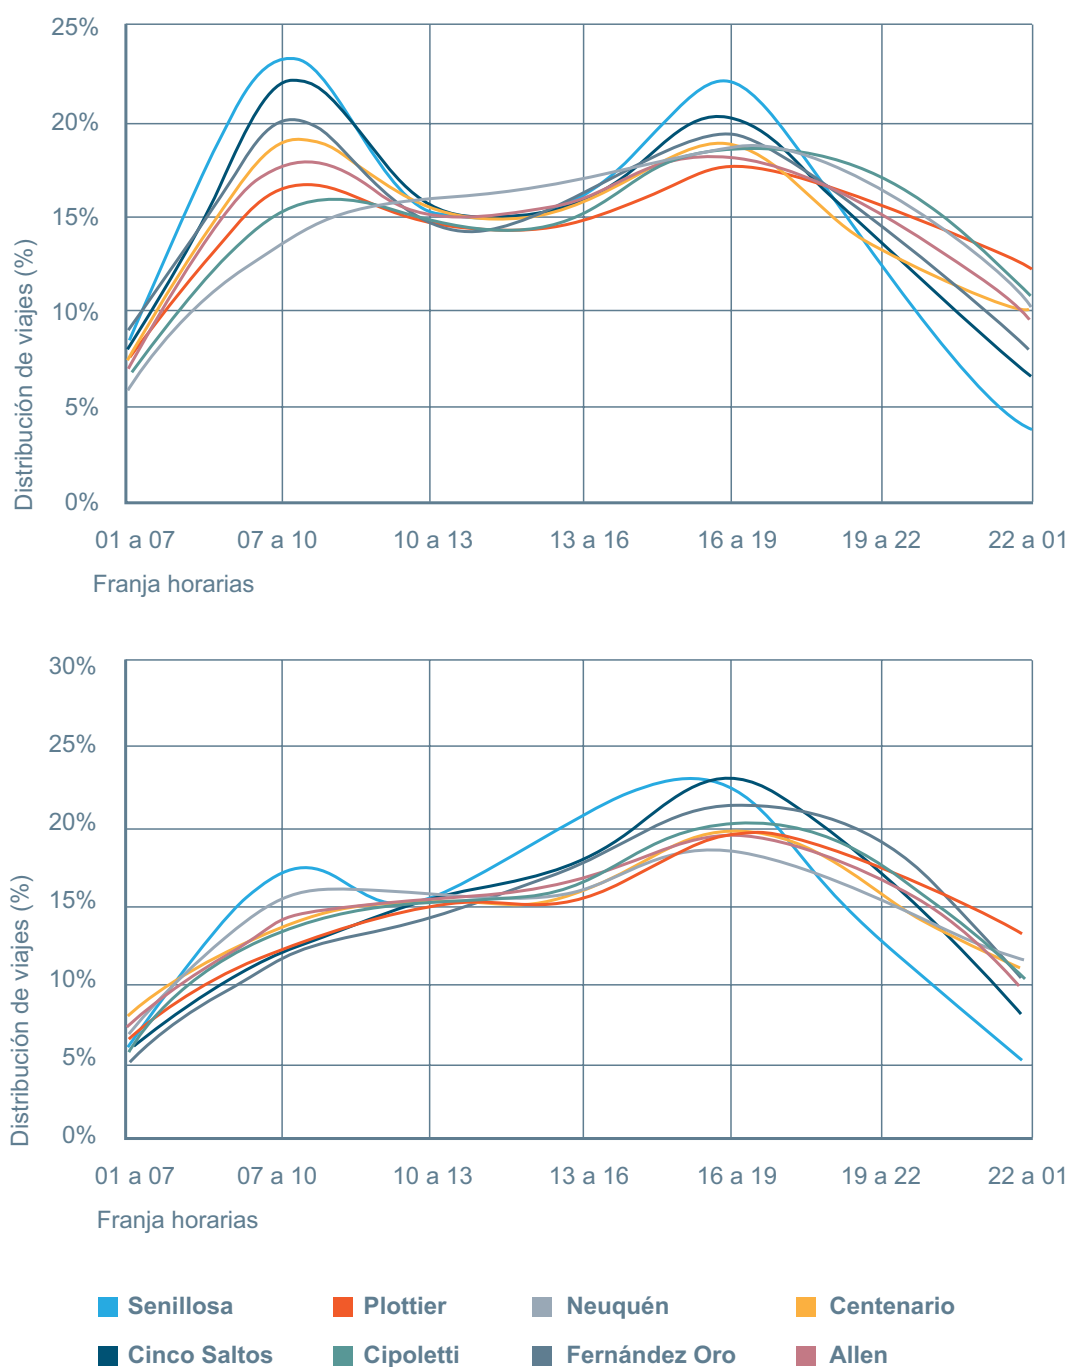 25%
20%
15%
10%
5%
0%
Distribución de viajes (%)
01 a 07 07 a 10 10 a 13 13 a 16 16 a 19 19 a 22 22 a 01
Franja horarias
30%
25%
20%
15%
10%
5%
0%
Distribución de viajes (%)
01 a 07 07 a 10 10 a 13 13 a 16 16 a 19 19 a 22 22 a 01
Franja horarias
Senillosa Plottier Neuquén Centenario
Cinco Saltos Cipoletti Fernández Oro Allen